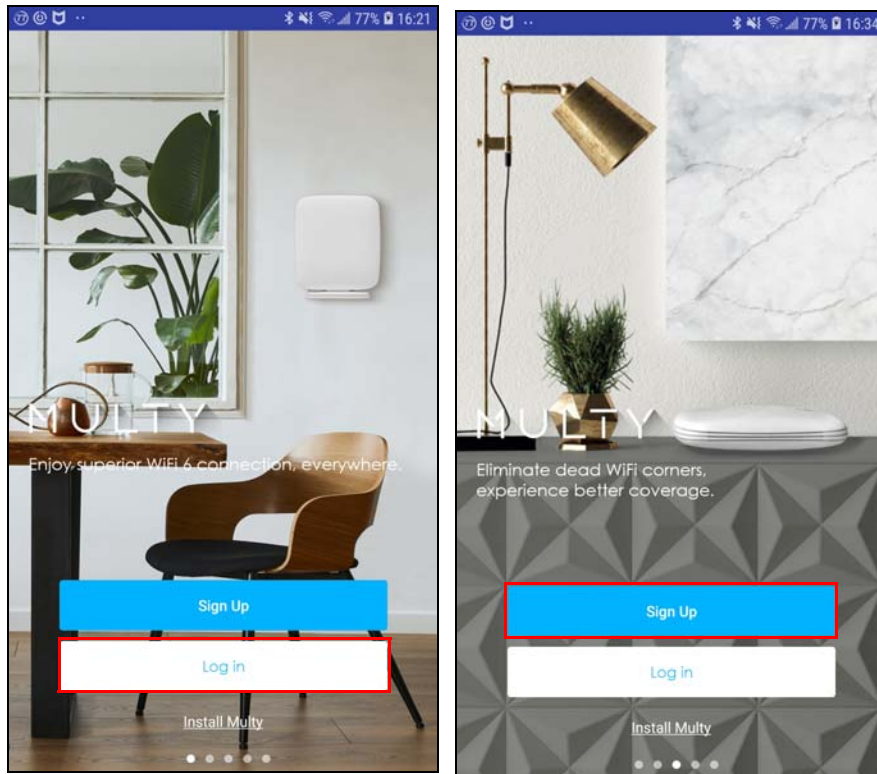 77% 16:21
MULTY
Enjoy superior WiFi 6 connection, everywhere.
Sign Up
Log in
Install Multy
77% 16:34
MULTY
Eliminate dead WiFi corners,
experience better coverage.
Sign Up
Log in
Install Multy